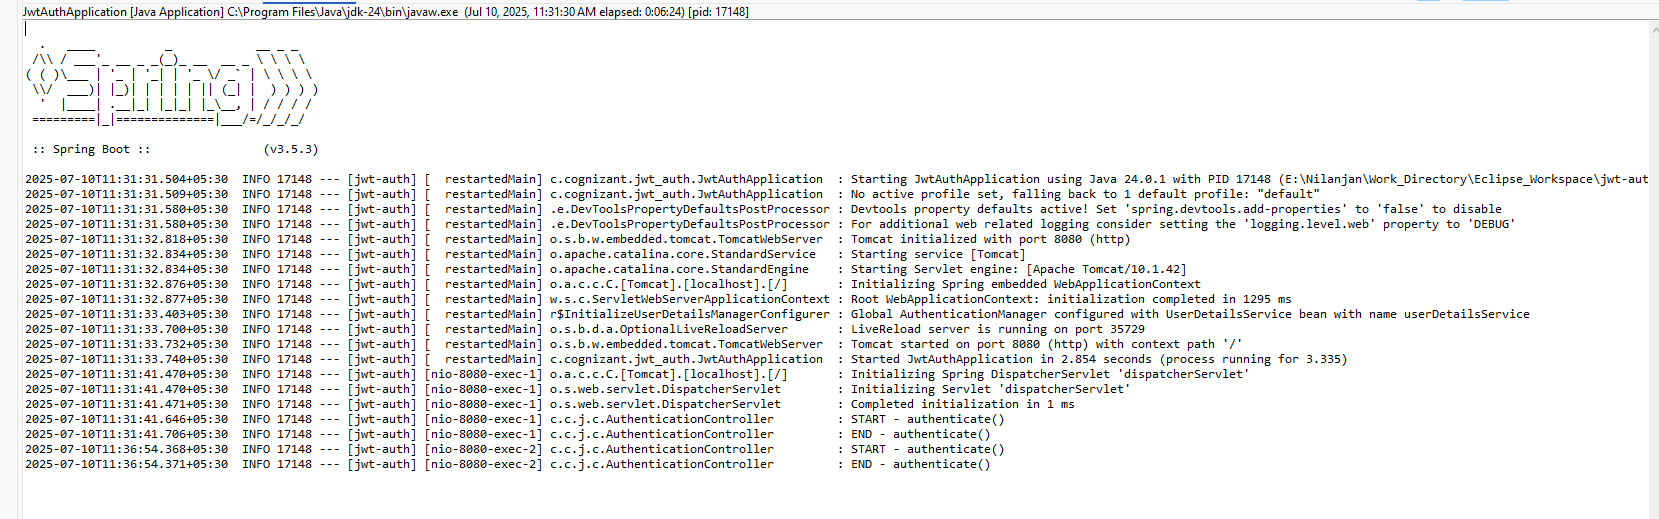 JwtAuthApplication [Java Application] C:\Program Files\Java\jdk-24\bin\javaw.exe (Jul 10, 2025, 11:31:30 AM elapsed: 0:06:24) [pid: 17148]
Spring
:: Spring Boot :: (v3.5.3)
2025-07-10T11:31:31.504+05:30 INFO 17148 --- [jwt-auth] [ restartedMain] c.cognizant.jwt_auth.JwtAuthApplication : Starting JwtAuthApplication using Java 24.0.1 with PID 17148 (E:\Nilanjan\Work_Directory\Eclipse_Workspace\jwt-aut
2025-07-10T11:31:31.509+05:30 INFO 17148 --- [jwt-auth] [ restartedMain] c.cognizant.jwt_auth.JwtAuthApplication : No active profile set, falling back to 1 default profile: "default"
2025-07-10T11:31:31.580+05:30 INFO 17148 --- [jwt-auth] [ restartedMain] .e.DevToolsPropertyDefaultsPostProcessor : Devtools property defaults active! Set 'spring.devtools.add-properties' to 'false' to disable
2025-07-10T11:31:31.580+05:30 INFO 17148 --- [jwt-auth] [ restartedMain] .e.DevToolsPropertyDefaultsPostProcessor : For additional web related logging consider setting the 'logging.level.web' property to 'DEBUG'
2025-07-10T11:31:32.818+05:30 INFO 17148 --- [jwt-auth] [ restartedMain] o.s.b.w.embedded.tomcat.TomcatWebServer : Tomcat initialized with port 8080 (http)
2025-07-10T11:31:32.834+05:30 INFO 17148 --- [jwt-auth] [ restartedMain] o.apache.catalina.core.StandardService : Starting service [Tomcat]
2025-07-10T11:31:32.834+05:30 INFO 17148 --- [jwt-auth] [ restartedMain] o.apache.catalina.core.StandardEngine : Starting Servlet engine: [Apache Tomcat/10.1.42]
2025-07-10T11:31:32.876+05:30 INFO 17148 --- [jwt-auth] [ restartedMain] o.a.c.c.C.[Tomcat].[localhost].[/] : Initializing Spring embedded WebApplicationContext
2025-07-10T11:31:32.877+05:30 INFO 17148 --- [jwt-auth] [ restartedMain] w.s.c.ServletWebServerApplicationContext : Root WebApplicationContext: initialization completed in 1295 ms
2025-07-10T11:31:33.403+05:30 INFO 17148 --- [jwt-auth] [ restartedMain] r$InitializeUserDetailsManagerConfigurer : Global AuthenticationManager configured with UserDetailsService bean with name userDetailsService
2025-07-10T11:31:33.700+05:30 INFO 17148 --- [jwt-auth] [ restartedMain] o.s.b.d.a.OptionalLiveReloadServer : LiveReload server is running on port 35729
2025-07-10T11:31:33.732+05:30 INFO 17148 --- [jwt-auth] [ restartedMain] o.s.b.w.embedded.tomcat.TomcatWebServer : Tomcat started on port 8080 (http) with context path '/'
2025-07-10T11:31:33.740+05:30 INFO 17148 --- [jwt-auth] [ restartedMain] c.cognizant.jwt_auth.JwtAuthApplication : Started JwtAuthApplication in 2.854 seconds (process running for 3.335)
2025-07-10T11:31:41.470+05:30 INFO 17148 --- [jwt-auth] [nio-8080-exec-1] o.a.c.c.C.[Tomcat].[localhost].[/] : Initializing Spring DispatcherServlet 'dispatcherServlet'
2025-07-10T11:31:41.470+05:30 INFO 17148 --- [jwt-auth] [nio-8080-exec-1] o.s.web.servlet.DispatcherServlet : Initializing Servlet 'dispatcherServlet'
2025-07-10T11:31:41.471+05:30 INFO 17148 --- [jwt-auth] [nio-8080-exec-1] o.s.web.servlet.DispatcherServlet : Completed initialization in 1 ms
2025-07-10T11:31:41.646+05:30 INFO 17148 --- [jwt-auth] [nio-8080-exec-1] c.c.j.c.AuthenticationController : START - authenticate()
2025-07-10T11:31:41.706+05:30 INFO 17148 --- [jwt-auth] [nio-8080-exec-1] c.c.j.c.AuthenticationController : END - authenticate()
2025-07-10T11:36:54.368+05:30 INFO 17148 --- [jwt-auth] [nio-8080-exec-2] c.c.j.c.AuthenticationController : START - authenticate()
2025-07-10T11:36:54.371+05:30 INFO 17148 --- [jwt-auth] [nio-8080-exec-2] c.c.j.c.AuthenticationController : END - authenticate()